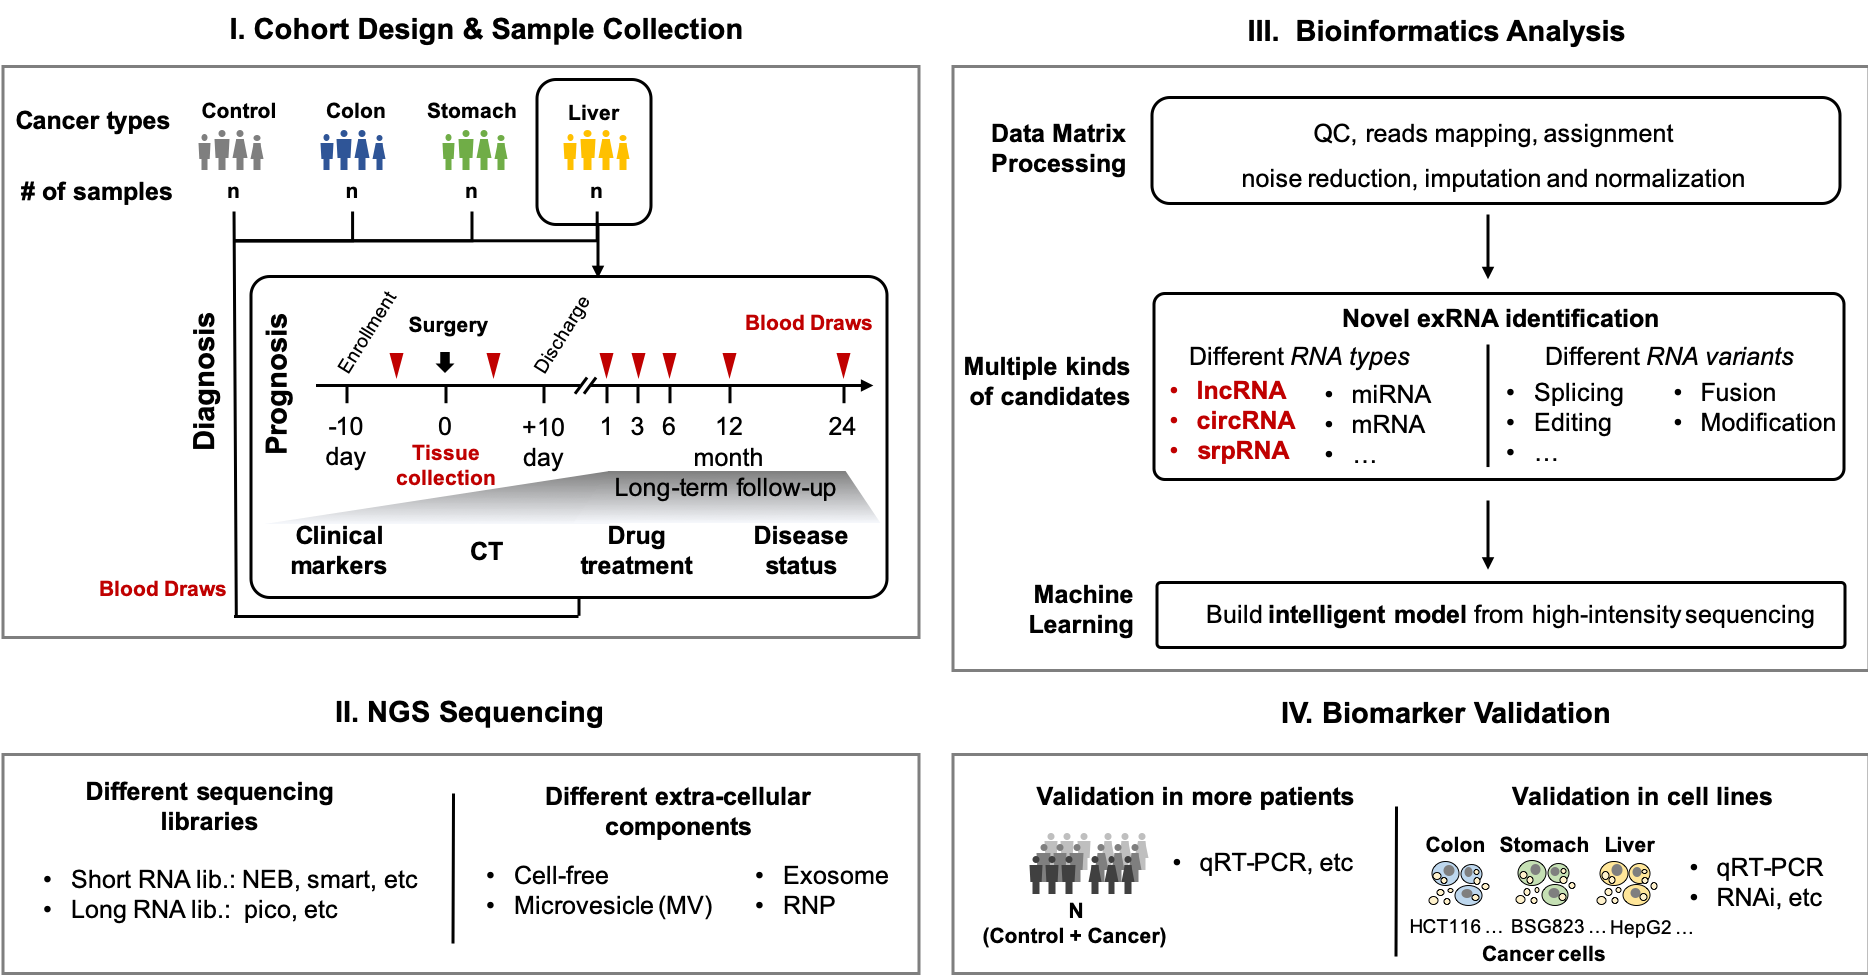 I. Cohort Design & Sample Collection
Cancer types
Control
Colon
Stomach
Liver
# of samples
n
n
n
n
Diagnosis
Prognosis
Enrollment
Surgery
Discharge
Blood Draws
-10
0
+10
1
3
6
12
24
day
Tissue
collection
day
month
Long-term follow-up
Clinical
markers
CT
Drug
treatment
Disease
status
Blood Draws
II. NGS Sequencing
Different sequencing
libraries
• Short RNA lib.: NEB, smart, etc
• Long RNA lib.: pico, etc
Different extra-cellular
components
• Cell-free
• Microvesicle (MV)
• Exosome
• RNP
III. Bioinformatics Analysis
Data Matrix
Processing
QC, reads mapping, assignment
noise reduction, imputation and normalization
Multiple kinds
of candidates
Novel exRNA identification
Different RNA types
• lncRNA
• circRNA
• srpRNA
• miRNA
• mRNA
• …
Different RNA variants
• Splicing
• Editing
• …
• Fusion
• Modification
Machine
Learning
Build intelligent model from high-intensity sequencing
IV. Biomarker Validation
Validation in more patients
• qRT-PCR, etc
N
(Control + Cancer)
Validation in cell lines
Colon
Stomach
Liver
HCT116 …
BSG823 …
HepG2 …
Cancer cells
• qRT-PCR
• RNAi, etc